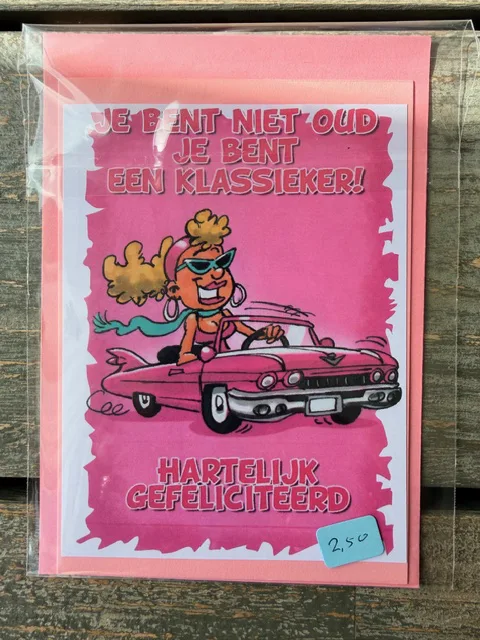 JE BENT NIET OUD
JE BENT
EEN KLASSIEKER!
HARTELIJK
GEFELICITEERD
2,50